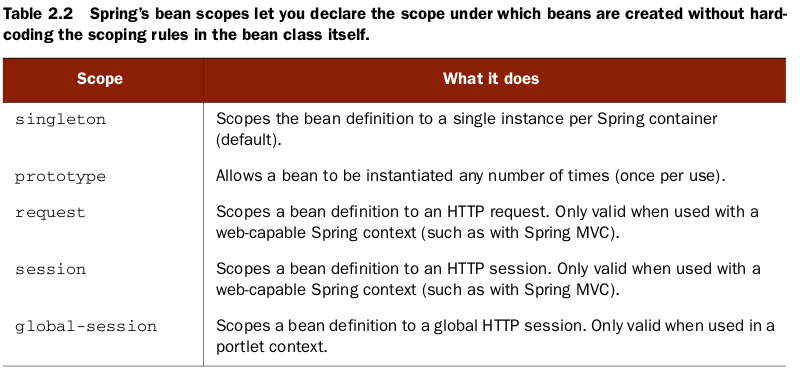 Table 2.2 Spring's bean scopes let you declare the scope under which beans are created without hard-
coding the scoping rules in the bean class itself.
Scope What it does
singleton Scopes the bean definition to a single instance per Spring container
(default).
prototype Allows a bean to be instantiated any number of times (once per use).
request Scopes a bean definition to an HTTP request. Only valid when used with a
web-capable Spring context (such as with Spring MVC).
session Scopes a bean definition to an HTTP session. Only valid when used with a
web-capable Spring context (such as with Spring MVC).
global-session Scopes a bean definition to a global HTTP session. Only valid when used in a
portlet context.